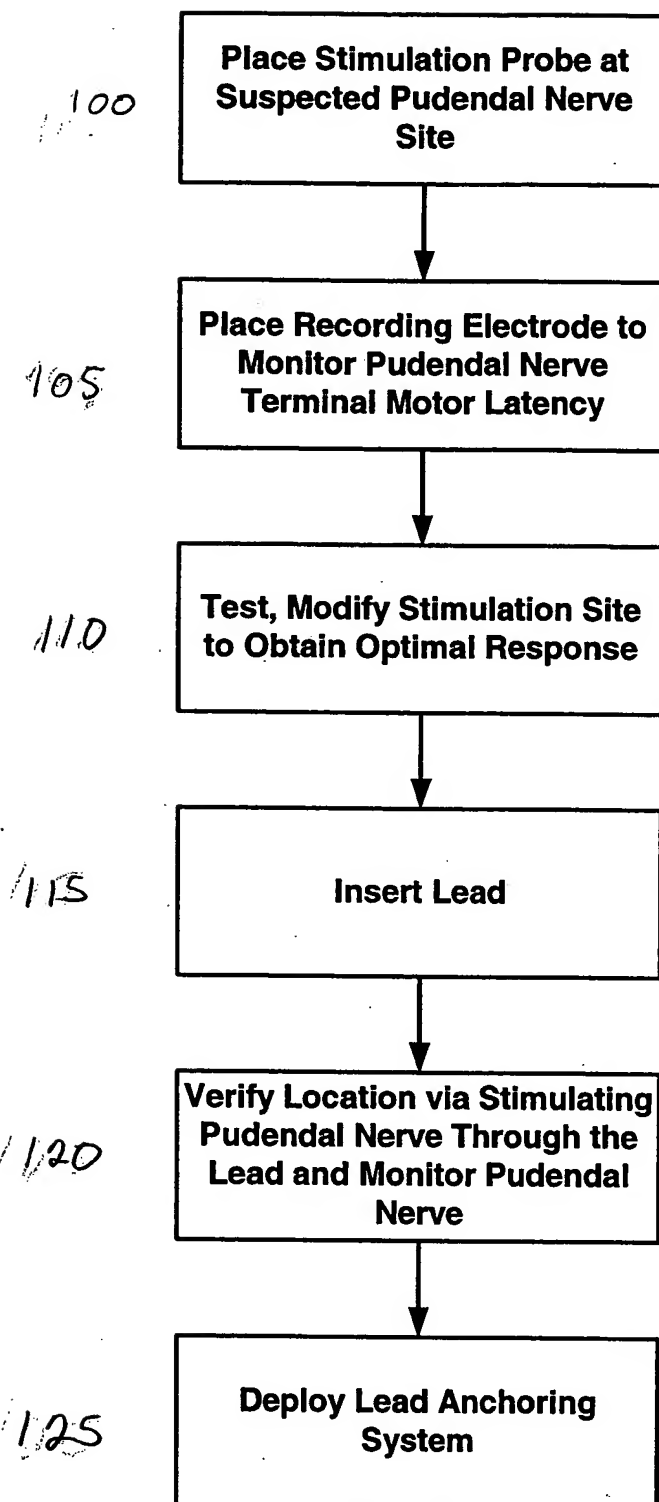 100
Place Stimulation Probe at
Suspected Pudendal Nerve
Site
105
Place Recording Electrode to
Monitor Pudendal Nerve
Terminal Motor Latency
110
Test, Modify Stimulation Site
to Obtain Optimal Response
115
Insert Lead
120
Verify Location via Stimulating
Pudendal Nerve Through the
Lead and Monitor Pudendal
Nerve
125
Deploy Lead Anchoring
System